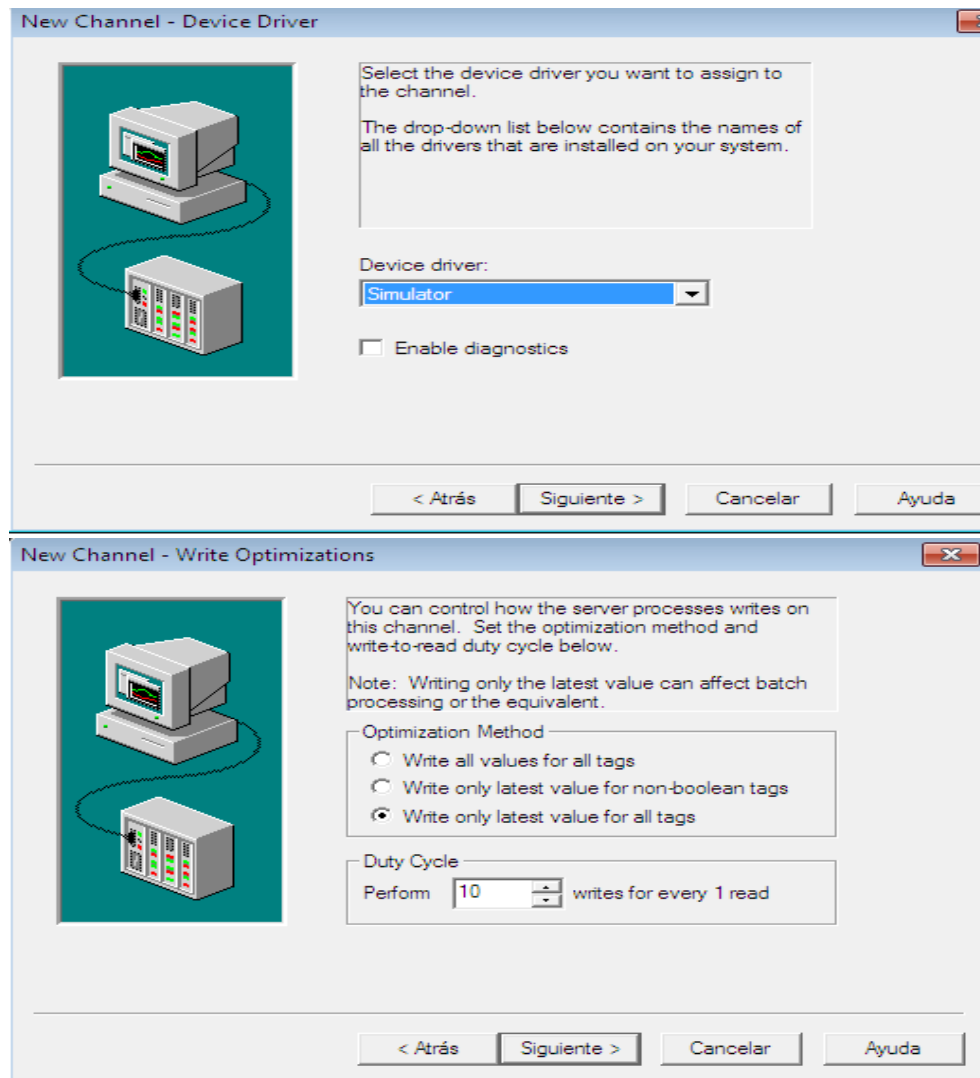 New Channel - Device Driver
Select the device driver you want to assign to
the channel.
The drop-down list below contains the names of
all the drivers that are installed on your system.
Device driver:
Simulator
Enable diagnostics
< Atrás
Siguiente >
Cancelar
Ayuda
New Channel - Write Optimizations
You can control how the server processes writes on
this channel. Set the optimization method and
write-to-read duty cycle below.
Note: Writing only the latest value can affect batch
processing or the equivalent.
Optimization Method
Write all values for all tags
Write only latest value for non-boolean tags
Write only latest value for all tags
Duty Cycle
Perform 10 writes for every 1 read
< Atrás
Siguiente >
Cancelar
Ayuda